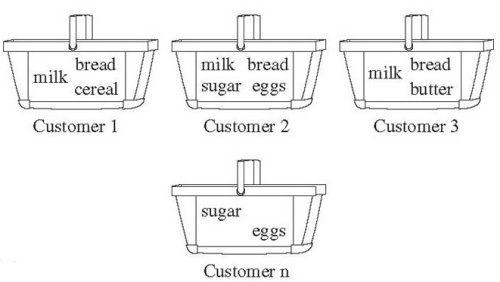 milk bread
cereal
Customer 1
milk bread
sugar eggs
Customer 2
milk bread
butter
Customer 3
sugar
eggs
Customer n